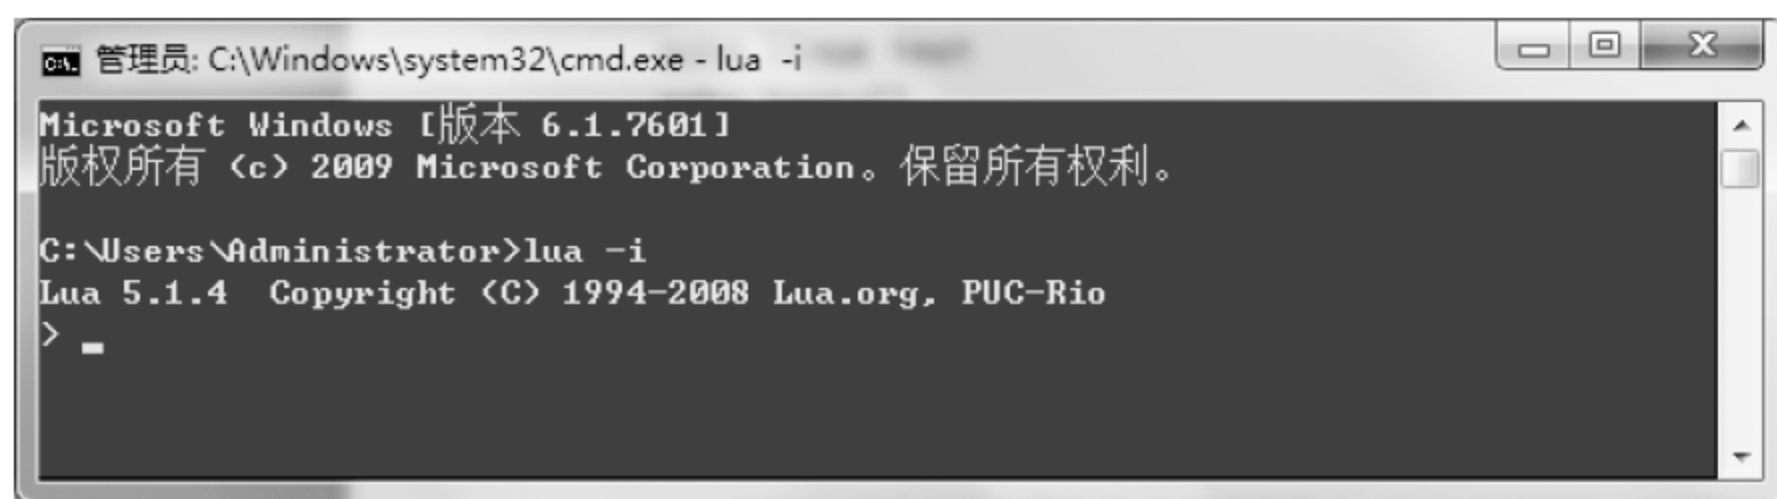 管理员: C:\Windows\system32\cmd.exe - lua  -i
Microsoft Windows [版本 6.1.7601]
版权所有 (c) 2009 Microsoft Corporation。保留所有权利。
C:\Users\Administrator>lua -i
Lua 5.1.4  Copyright (C) 1994-2008 Lua.org, PUC-Rio
>